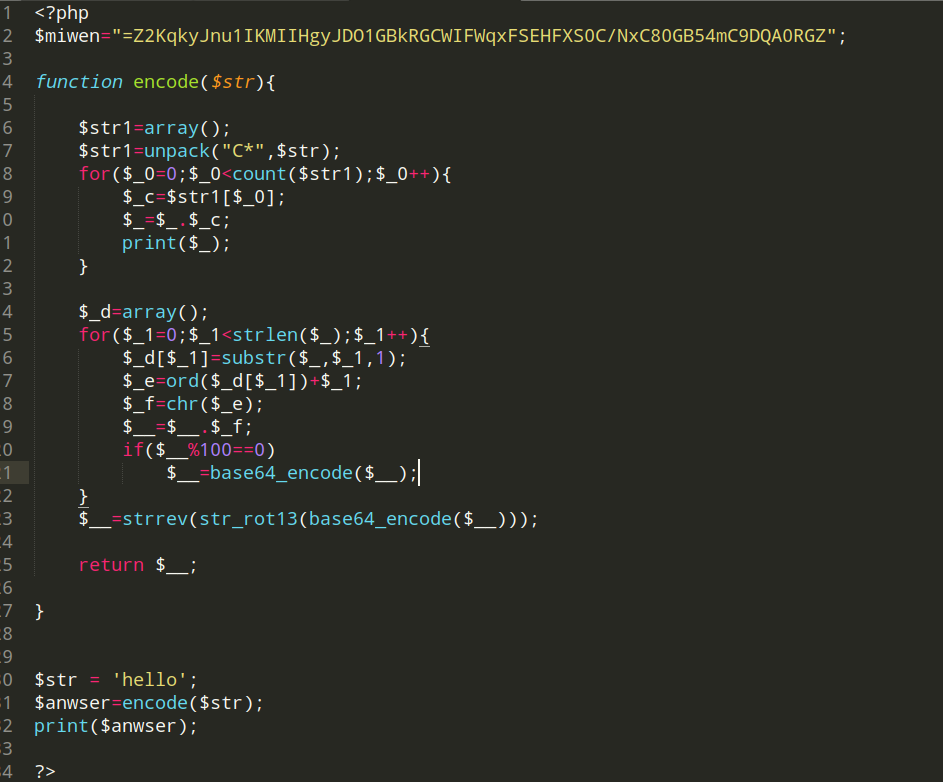 1 <?php
2 $miwen="=Z2KqkyJnu1IKMIIHgyJDO1GBkRGCWIFWqxFSEHFXS0C/NxC80GB54mC9DQA0RGZ";
3
4 function encode($str){
5
6 $str1=array();
7 $str1=unpack("C*",$str);
8 for($_0=0;$_0<count($str1);$_0++){
9 $_c=$str1[$_0];
0 $_=$_.$_c;
1 print($_);
2 }
3
4 $_d=array();
5 for($_1=0;$_1<strlen($_);$_1++){
6 $_d[$_1]=substr($_,$_1,1);
7 $_e=ord($_d[$_1])+$_1;
8 $_f=chr($_e);
9 $__=$__.$_f;
0 if($__%100==0)
1 $__=base64_encode($__);
2 }
3 $__=strrev(str_rot13(base64_encode($__)));
4
5 return $__;
6
7 }
8
9
0 $str = 'hello';
1 $anwser=encode($str);
2 print($anwser);
3
4 ?>